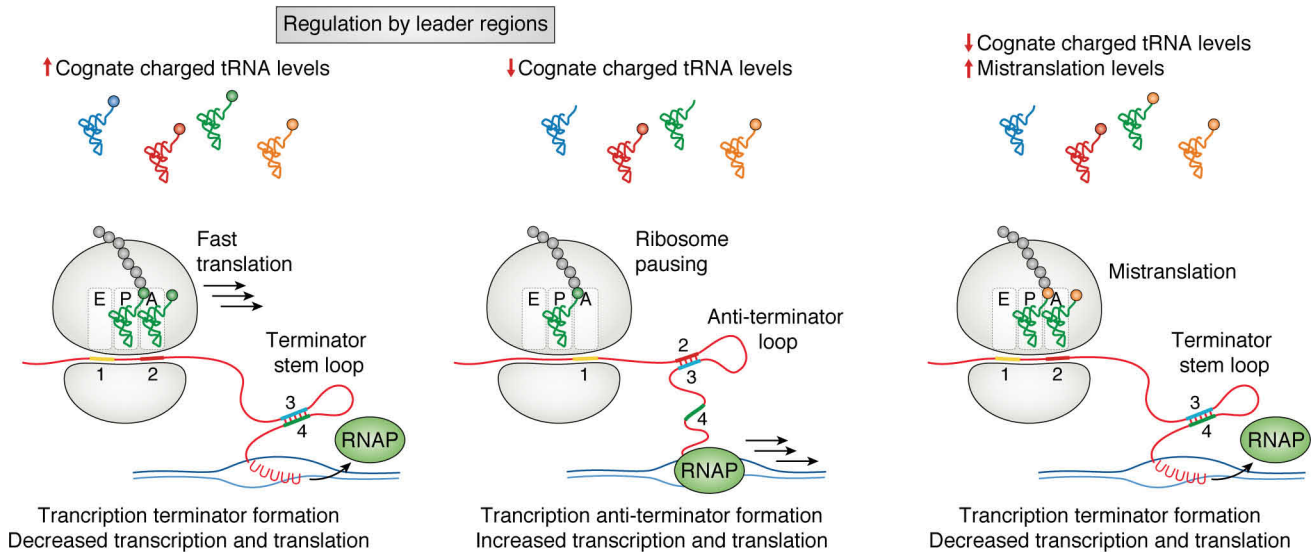 Regulation by leader regions
Cognate charged tRNA levels
Cognate charged tRNA levels
Cognate charged tRNA levels
Mistranslation levels
Fast
translation
E P A
1 2
Terminator
stem loop
3
4
RNAP
Trancription terminator formation
Decreased transcription and translation
Ribosome
pausing
E P A
1
Anti-terminator
loop
2
3
4
RNAP
Trancription anti-terminator formation
Increased transcription and translation
Mistranslation
E P A
1 2
Terminator
stem loop
3
4
RNAP
Trancription terminator formation
Decreased transcription and translation